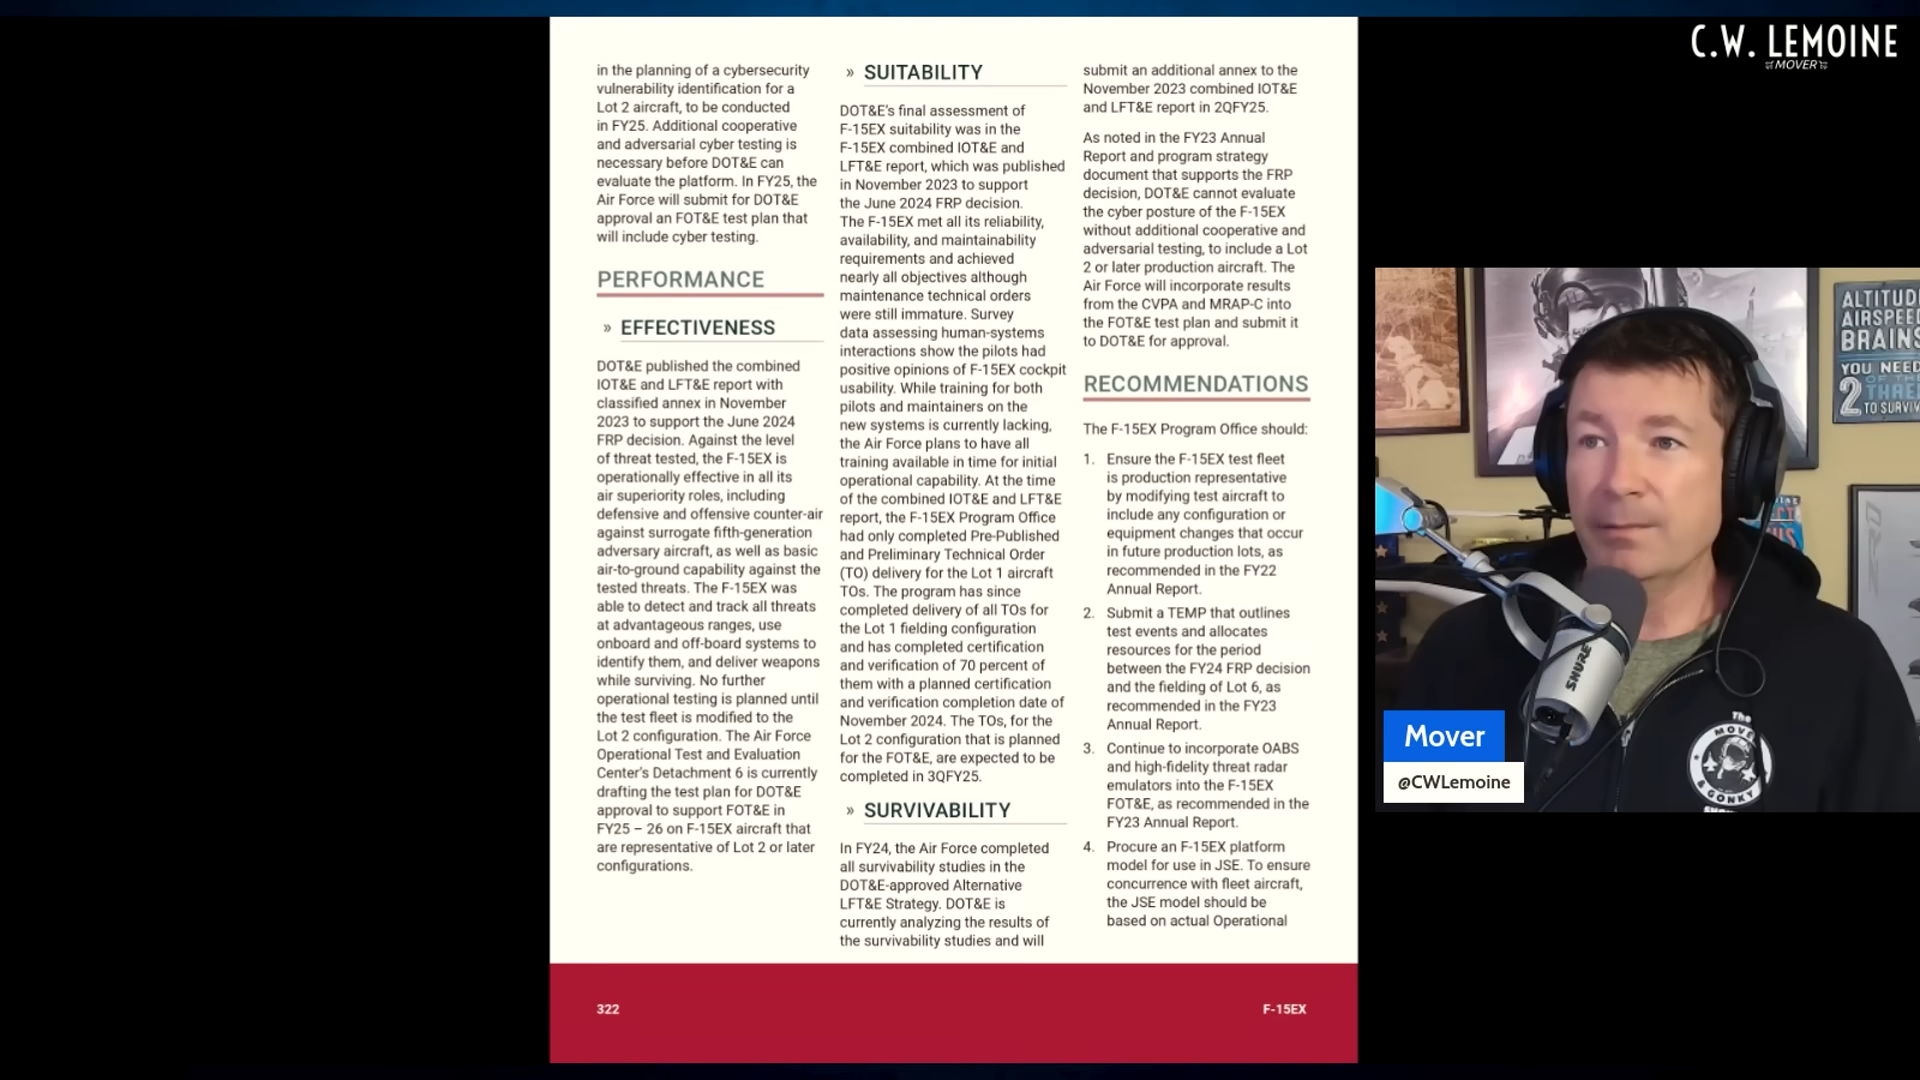 in the planning of a cybersecurity
vulnerability identification for a
Lot 2 aircraft, to be conducted
in FY25. Additional cooperative
and adversarial cyber testing is
necessary before DOT&E can
evaluate the platform. In FY25, the
Air Force will submit for DOT&E
approval an FOT&E test plan that
will include cyber testing.
PERFORMANCE
» EFFECTIVENESS
DOT&E published the combined
IOT&E and LFT&E report with
classified annex in November
2023 to support the June 2024
FRP decision. Against the level
of threat tested, the F-15EX is
operationally effective in all its
air superiority roles, including
defensive and offensive counter-air
against surrogate fifth-generation
adversary aircraft, as well as basic
air-to-ground capability against the
tested threats. The F-15EX was
able to detect and track all threats
at advantageous ranges, use
onboard and off-board systems to
identify them, and deliver weapons
while surviving. No further
operational testing is planned until
the test fleet is modified to the
Lot 2 configuration. The Air Force
Operational Test and Evaluation
Center's Detachment 6 is currently
drafting the test plan for DOT&E
approval to support FOT&E in
FY25 – 26 on F-15EX aircraft that
are representative of Lot 2 or later
configurations.
» SUITABILITY
DOT&E's final assessment of
F-15EX suitability was in the
F-15EX combined IOT&E and
LFT&E report, which was published
in November 2023 to support
the June 2024 FRP decision.
The F-15EX met all its reliability,
availability, and maintainability
requirements and achieved
nearly all objectives although
maintenance technical orders
were still immature. Survey
data assessing human-systems
interactions show the pilots had
positive opinions of F-15EX cockpit
usability. While training for both
pilots and maintainers on the
new systems is currently lacking,
the Air Force plans to have all
training available in time for initial
operational capability. At the time
of the combined IOT&E and LFT&E
report, the F-15EX Program Office
had only completed Pre-Published
and Preliminary Technical Order
(TO) delivery for the Lot 1 aircraft
TOs. The program has since
completed delivery of all TOs for
the Lot 1 fielding configuration
and has completed certification
and verification of 70 percent of
them with a planned certification
and verification completion date of
November 2024. The TOs, for the
Lot 2 configuration that is planned
for the FOT&E, are expected to be
completed in 3QFY25.
» SURVIVABILITY
In FY24, the Air Force completed
all survivability studies in the
DOT&E-approved Alternative
LFT&E Strategy. DOT&E is
currently analyzing the results of
the survivability studies and will
submit an additional annex to the
November 2023 combined IOT&E
and LFT&E report in 2QFY25.
As noted in the FY23 Annual
Report and program strategy
document that supports the FRP
decision, DOT&E cannot evaluate
the cyber posture of the F-15EX
without additional cooperative and
adversarial testing, to include a Lot
2 or later production aircraft. The
Air Force will incorporate results
from the CVPA and MRAP-C into
the FOT&E test plan and submit it
to DOT&E for approval.
RECOMMENDATIONS
The F-15EX Program Office should:
1. Ensure the F-15EX test fleet
is production representative
by modifying test aircraft to
include any configuration or
equipment changes that occur
in future production lots, as
recommended in the FY22
Annual Report.
2. Submit a TEMP that outlines
test events and allocates
resources for the period
between the FY24 FRP decision
and the fielding of Lot 6, as
recommended in the FY23
Annual Report.
3. Continue to incorporate OABS
and high-fidelity threat radar
emulators into the F-15EX
FOT&E, as recommended in the
FY23 Annual Report.
4. Procure an F-15EX platform
model for use in JSE. To ensure
concurrence with fleet aircraft,
the JSE model should be
based on actual Operational
322
F-15EX
C.W. LEMOINE
MOVER
ALTITUD
AIRSPEED
BRAINS
YOU NEED
OF THE
THREE
2
TO SURVIV
SHURE
The
MOVER
& GONKY
Mover
@CWLemoine